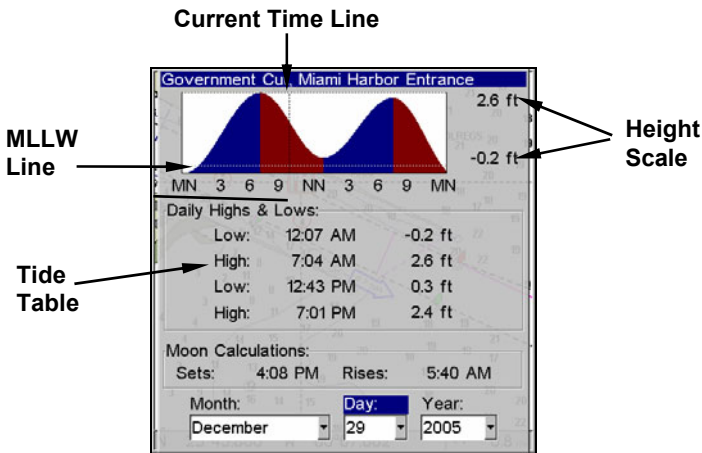 Current Time Line
Government Cut, Miami Harbor Entrance
2.6 ft
-0.2 ft
Height
Scale
MLLW
Line
MN 3 6 9 NN 3 6 9 MN
Daily Highs & Lows:
Low: 12:07 AM -0.2 ft
High: 7:04 AM 2.6 ft
Low: 12:43 PM 0.3 ft
High: 7:01 PM 2.4 ft
Tide
Table
Moon Calculations:
Sets: 4:08 PM Rises: 5:40 AM
Month: Day: Year:
December 29 2005